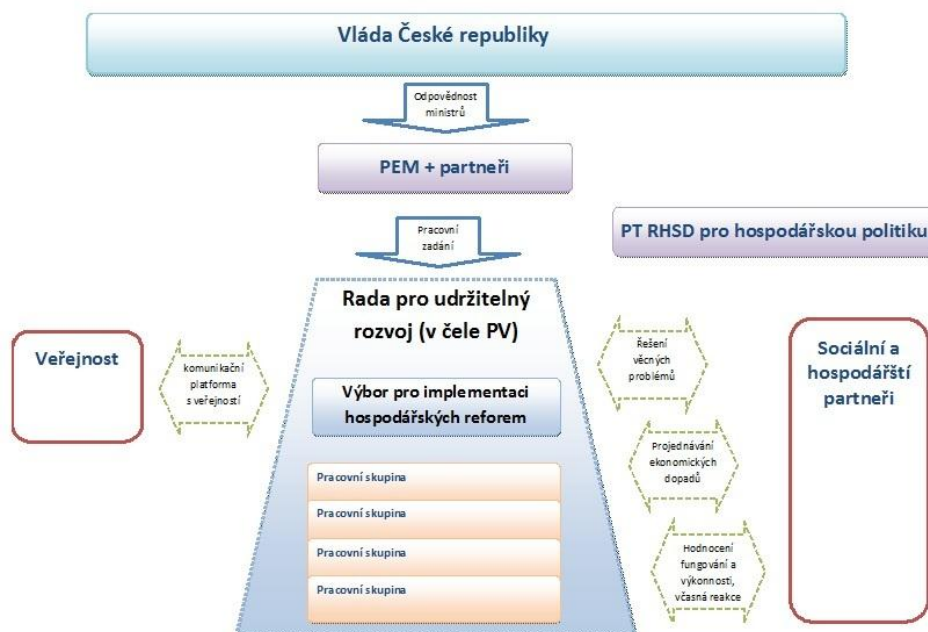 Vláda České republiky
Odpovědnost
ministrů
PEM + partneři
Pracovní
zadání
PT RHSD pro hospodářskou politiku
Rada pro udržitelný
rozvoj (v čele PV)
Veřejnost
komunikační
platforma
s veřejností
Řešení
věcných
problémů
Sociální a
hospodářští
partneři
Výbor pro implementaci
hospodářských reforem
Projednávání
ekonomických
dopadů
Pracovní skupina
Pracovní skupina
Pracovní skupina
Pracovní skupina
Hodnocení
fungování a
výkonnosti,
včasná reakce